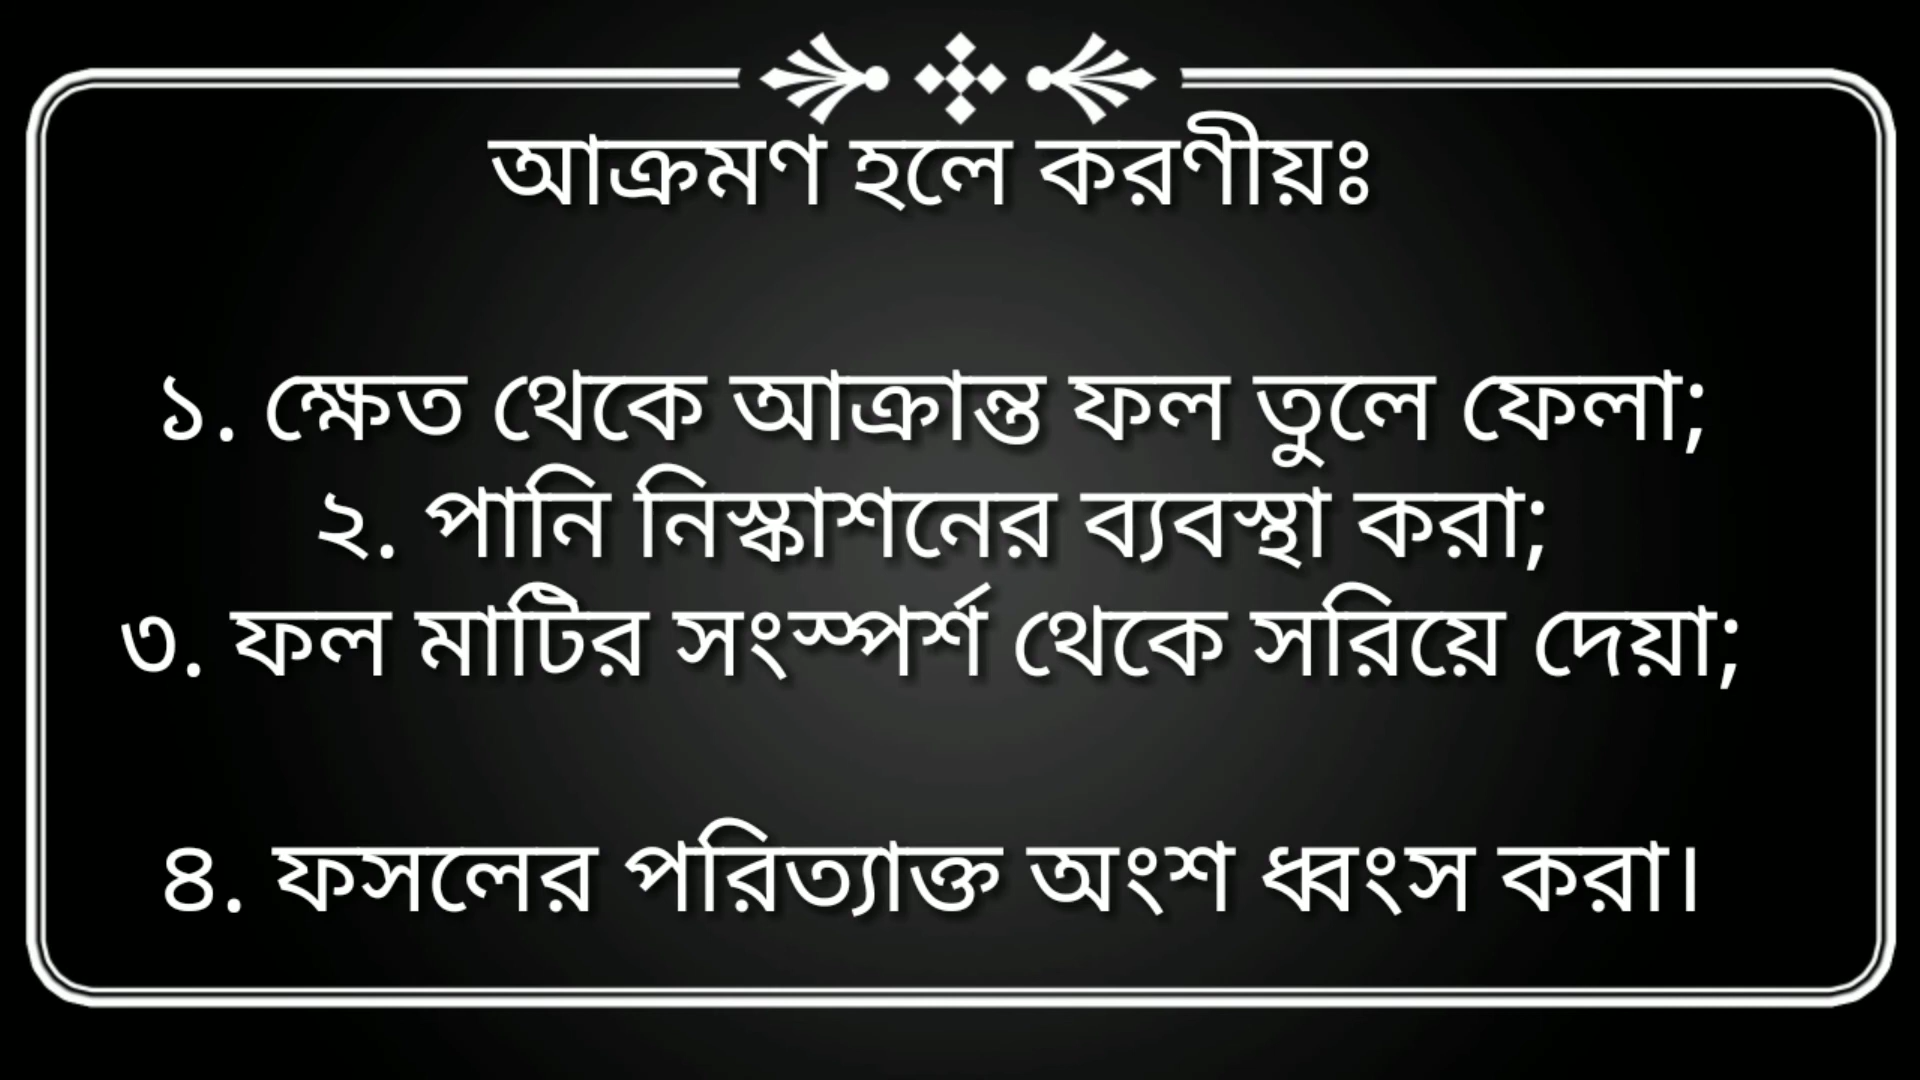 আক্রমণ হলে করণীয়ঃ
১. ক্ষেত থেকে আক্রান্ত ফল তুলে ফেলা;
২. পানি নিস্কাশনের ব্যবস্থা করা;
৩. ফল মাটির সংস্পর্শ থেকে সরিয়ে দেয়া;
৪. ফসলের পরিত্যাক্ত অংশ ধ্বংস করা।